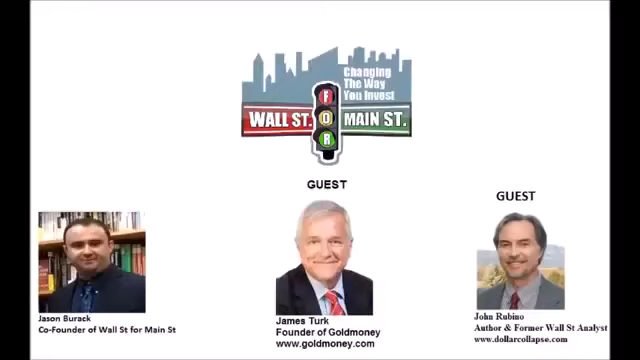 Changing
The Way
You Invest
WALL ST. FOR MAIN ST.
GUEST
GUEST
Jason Burack
Co-Founder of Wall St for Main St
James Turk
Founder of Goldmoney
www.goldmoney.com
John Rubino
Author & Former Wall St Analyst
www.dollarcollapse.com